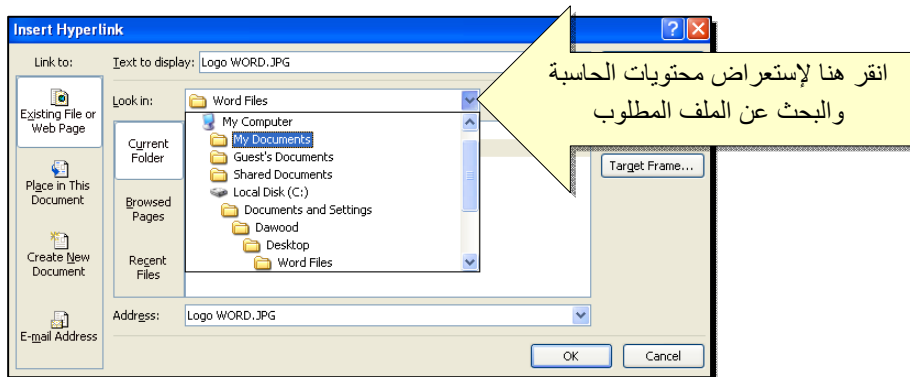 Insert Hyperlink
Link to:
Text to display: Logo WORD.JPG
انقر هنا لإستعراض محتويات الحاسبة
والبحث عن الملف المطلوب
Existing File or
Web Page
Look in: Word Files
My Computer
My Documents
Guest's Documents
Shared Documents
Local Disk (C:)
Documents and Settings
Dawood
Desktop
Word Files
Current
Folder
Browsed
Pages
Recent
Files
Target Frame...
Place in This
Document
Create New
Document
E-mail Address
Address: Logo WORD.JPG
OK
Cancel